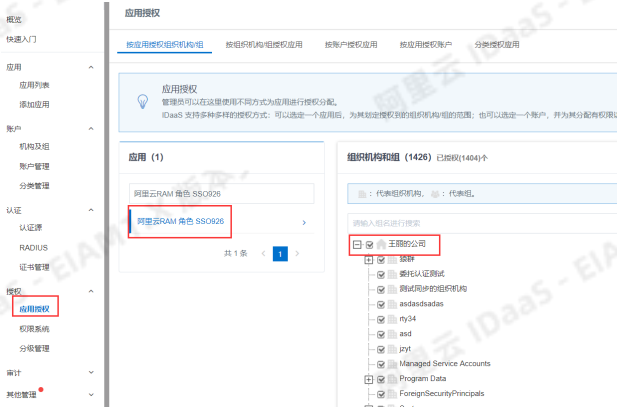 概览
快速入门
应用
应用列表
添加应用
账户
机构及组
账户管理
分类管理
认证
认证源
RADIUS
证书管理
授权
应用授权
权限系统
分级管理
审计
其他管理
应用授权
按应用授权组织机构/组 按组织机构/组授权应用 按账户授权应用 按应用授权账户 分类授权应用
应用授权
管理员可以在这里使用不同方式为应用进行授权分配。
IDaaS 支持多种多样的授权方式：可以选定一个应用后，为其划定授权到的组织机构/组的范围；也可以选定一个账户，并为其分配有权限
应用（1）
阿里云RAM 角色 SSO926
阿里云RAM 角色 SSO926
共 1 条 < 1 >
组织机构和组（1426）已授权(1404)个
：代表组织机构， ：代表组。
请输入组名进行搜索
王丽的公司
狼群
委托认证测试
测试同步的组织机构
asdasdsadas
rty34
asd
jzyt
Managed Service Accounts
Program Data
ForeignSecurityPrincipals